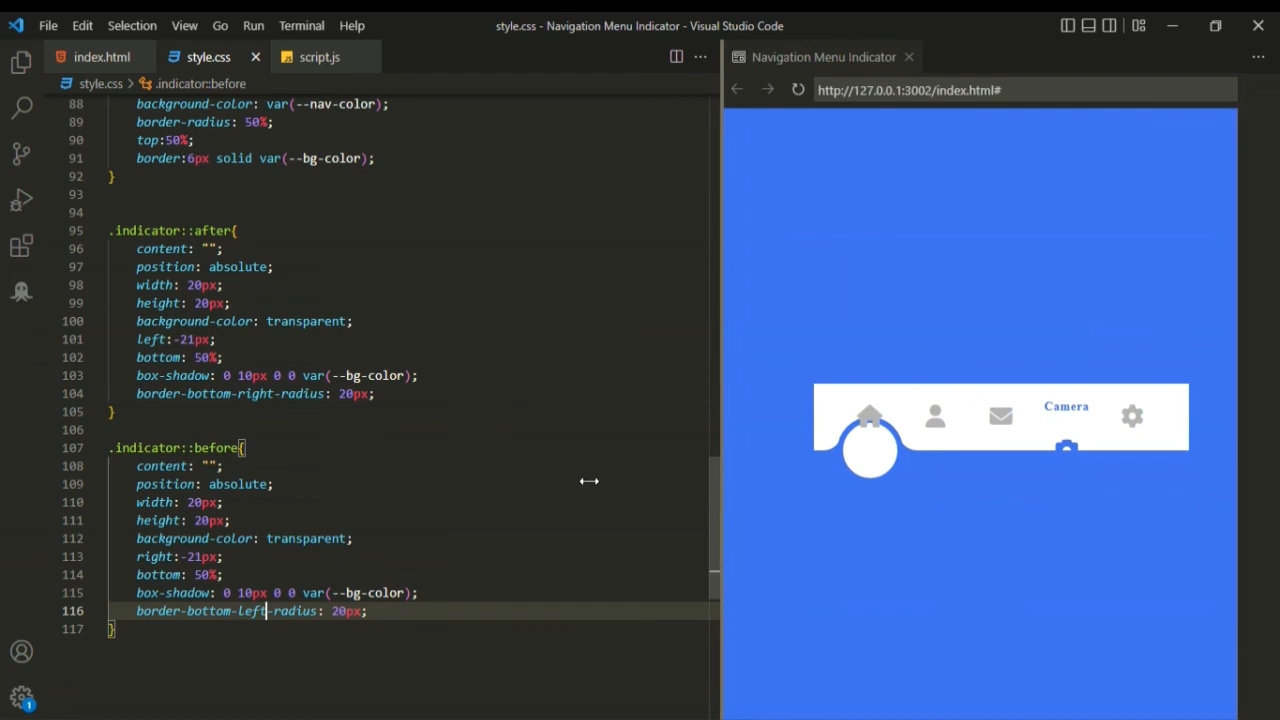 File Edit Selection View Go Run Terminal Help
style.css - Navigation Menu Indicator - Visual Studio Code
index.html
style.css
script.js
Navigation Menu Indicator
style.css > .indicator::before
http://127.0.0.1:3002/index.html#
88 background-color: var(--nav-color);
89 border-radius: 50%;
90 top:50%;
91 border:6px solid var(--bg-color);
92 }
93
94
95 .indicator::after{
96 content: "";
97 position: absolute;
98 width: 20px;
99 height: 20px;
100 background-color: transparent;
101 left:-21px;
102 bottom: 50%;
103 box-shadow: 0 10px 0 0 var(--bg-color);
104 border-bottom-right-radius: 20px;
105 }
106
107 .indicator::before{
108 content: "";
109 position: absolute;
110 width: 20px;
111 height: 20px;
112 background-color: transparent;
113 right:-21px;
114 bottom: 50%;
115 box-shadow: 0 10px 0 0 var(--bg-color);
116 border-bottom-left-radius: 20px;
117 }
Camera
1